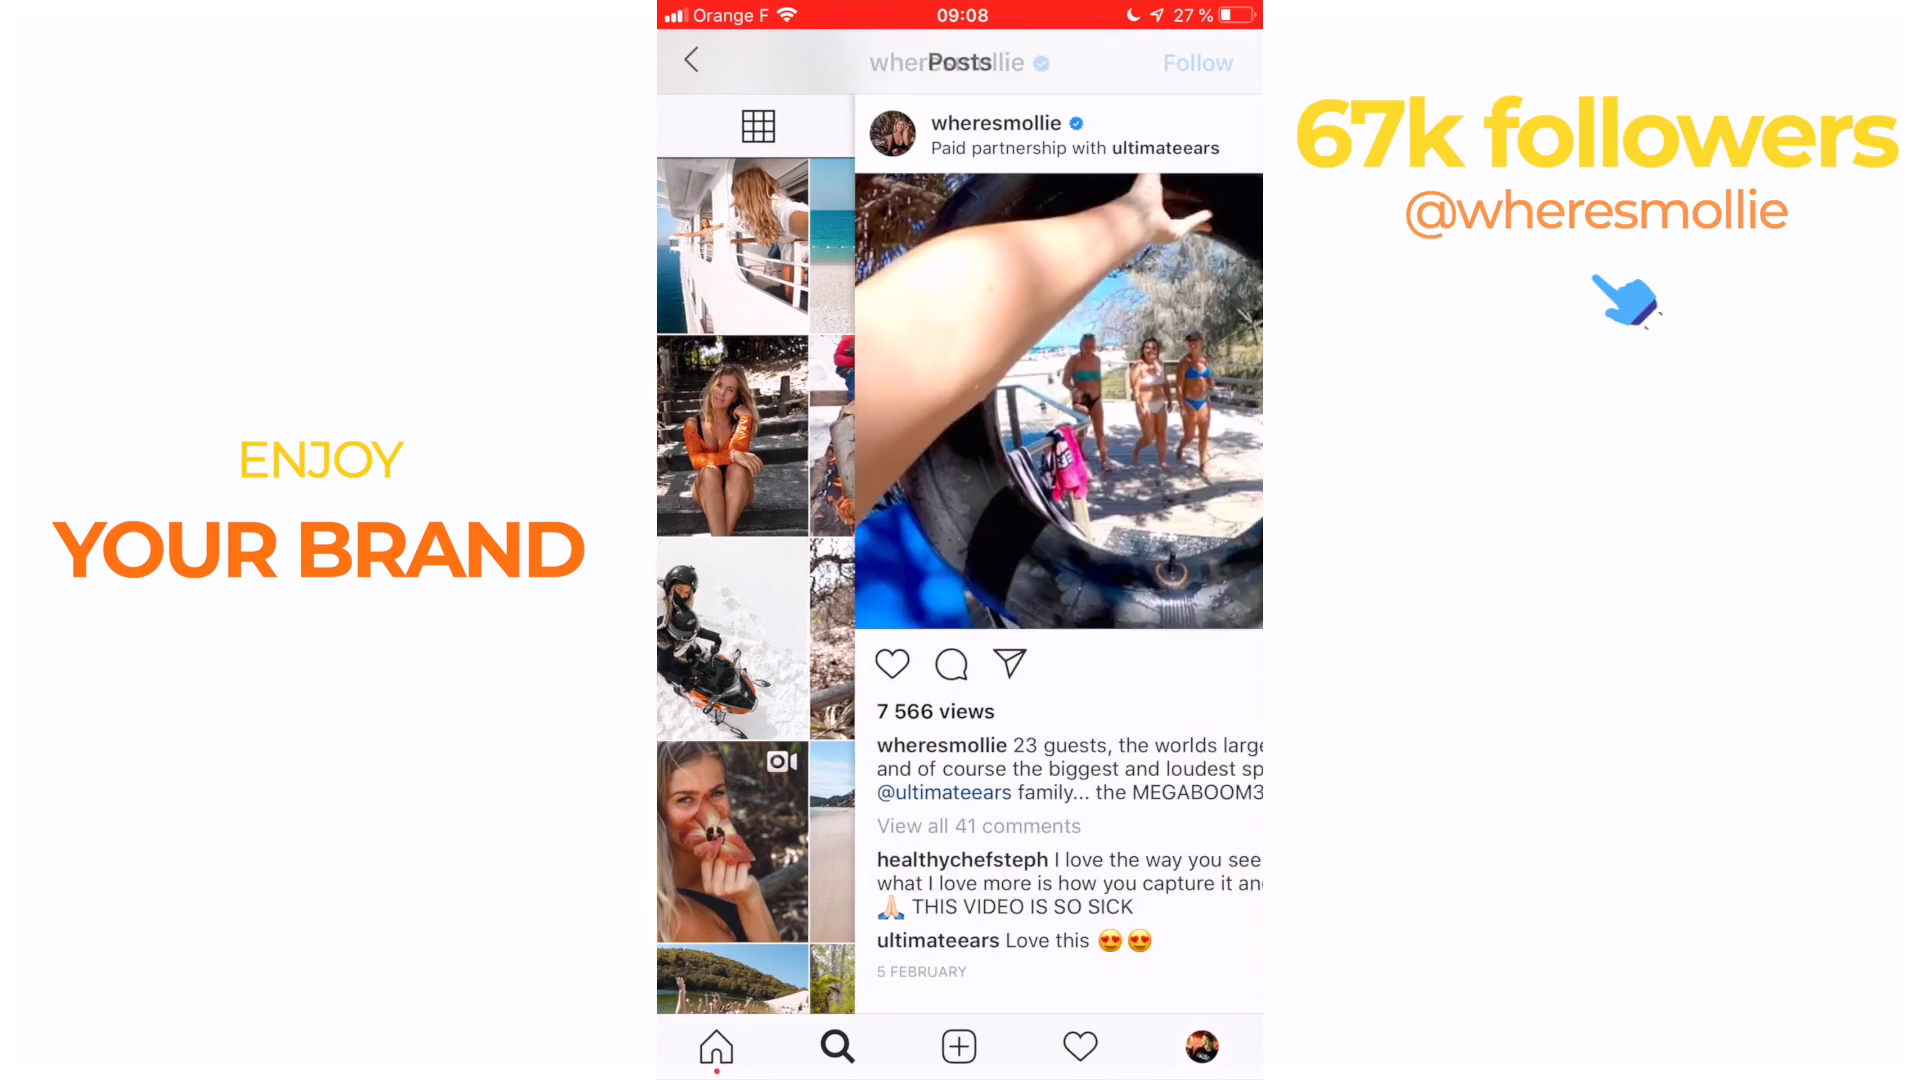 Orange F
09:08
27 %
wheresmollie
Posts
Follow
wheresmollie
Paid partnership with ultimateears
67k followers
@wheresmollie
ENJOY
YOUR BRAND
7 566 views
wheresmollie 23 guests, the worlds large
and of course the biggest and loudest sp
@ultimateears family... the MEGABOOM3
View all 41 comments
healthychefsteph I love the way you see
what I love more is how you capture it an
🙏🏻 THIS VIDEO IS SO SICK
ultimateears Love this 😍 😍
5 FEBRUARY